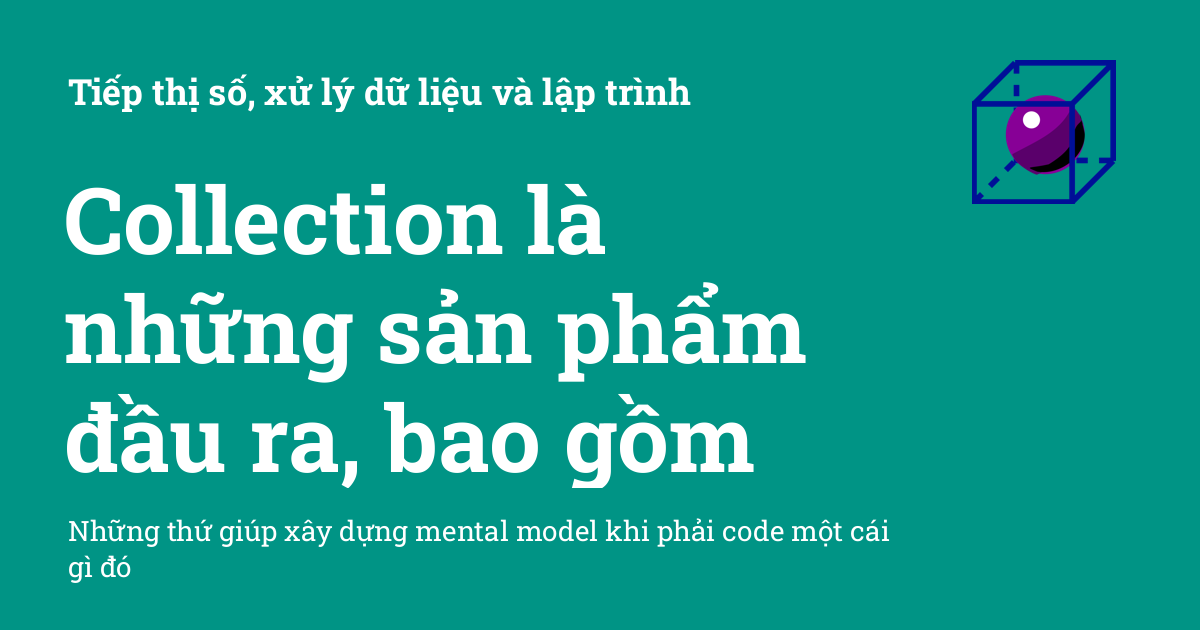 Tiếp thị số, xử lý dữ liệu và lập trình
Collection là
những sản phẩm
đầu ra, bao gồm
Những thứ giúp xây dựng mental model khi phải code một cái
gì đó